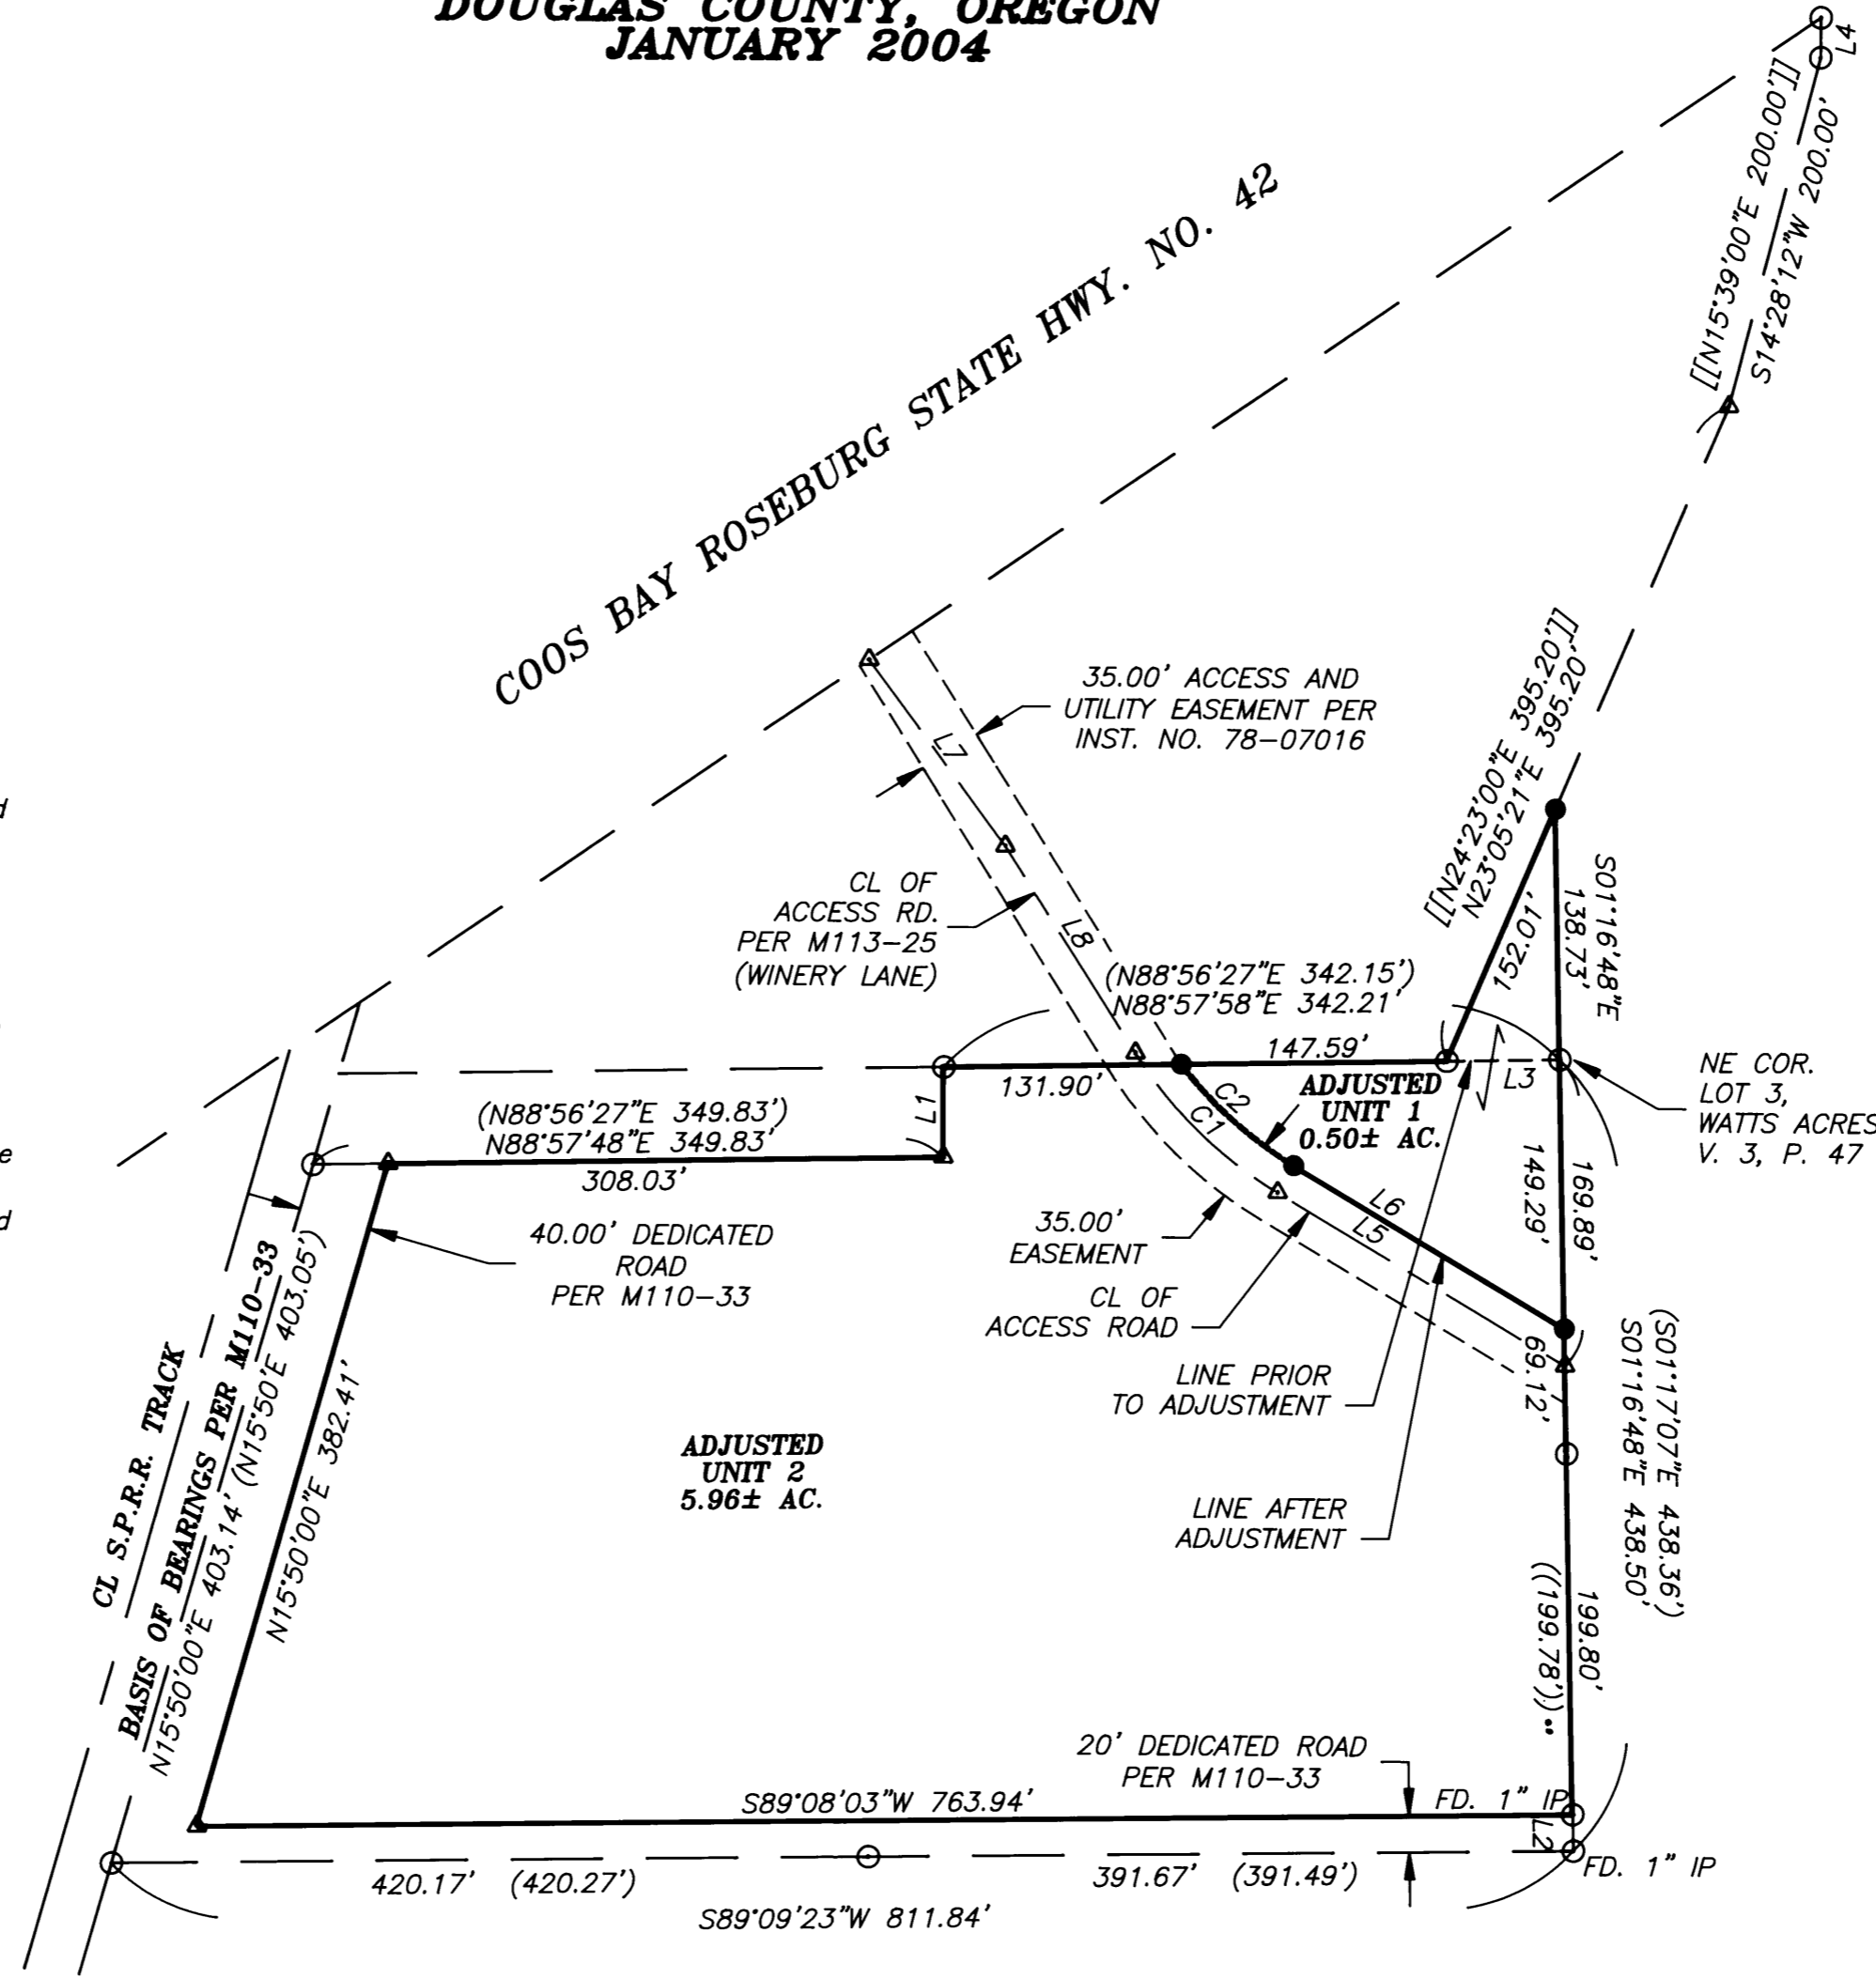 DOUGLAS COUNTY, OREGON
JANUARY 2004
L4
[[N15°39'00"E 200.00']]
S14°28'12"W 200.00'
COOS BAY ROSEBURG STATE HWY. NO. 42
35.00' ACCESS AND
UTILITY EASEMENT PER
INST. NO. 78-07016
L7
[[N24°23'00"E 395.20']]
N23°05'21"E 395.20'
152.01'
S01°16'48"E
138.73'
CL OF
ACCESS RD.
PER M113-25
(WINERY LANE)
L8
(N88°56'27"E 342.15')
N88°57'58"E 342.21'
147.59'
131.90'
L3
NE COR.
LOT 3,
WATTS ACRES
V. 3, P. 47
L1
C2
C1
ADJUSTED
UNIT 1
0.50± AC.
(N88°56'27"E 349.83')
N88°57'48"E 349.83'
308.03'
149.29'
169.89'
L6
L5
40.00' DEDICATED
ROAD
PER M110-33
35.00'
EASEMENT
CL OF
ACCESS ROAD
LINE PRIOR
TO ADJUSTMENT
69.12'
(S01°17'07"E 438.36')
S01°16'48"E 438.50'
CL S.P.R.R. TRACK
BASIS OF BEARINGS PER M110-33
N15°50'00"E 403.14' (N15°50'E 403.05')
N15°50'00"E 382.41'
ADJUSTED
UNIT 2
5.96± AC.
LINE AFTER
ADJUSTMENT
199.80'
((199.78'))••
20' DEDICATED ROAD
PER M110-33
FD. 1" IP
S89°08'03"W 763.94'
L2
FD. 1" IP
420.17' (420.27')
391.67' (391.49')
S89°09'23"W 811.84'
d
e
d